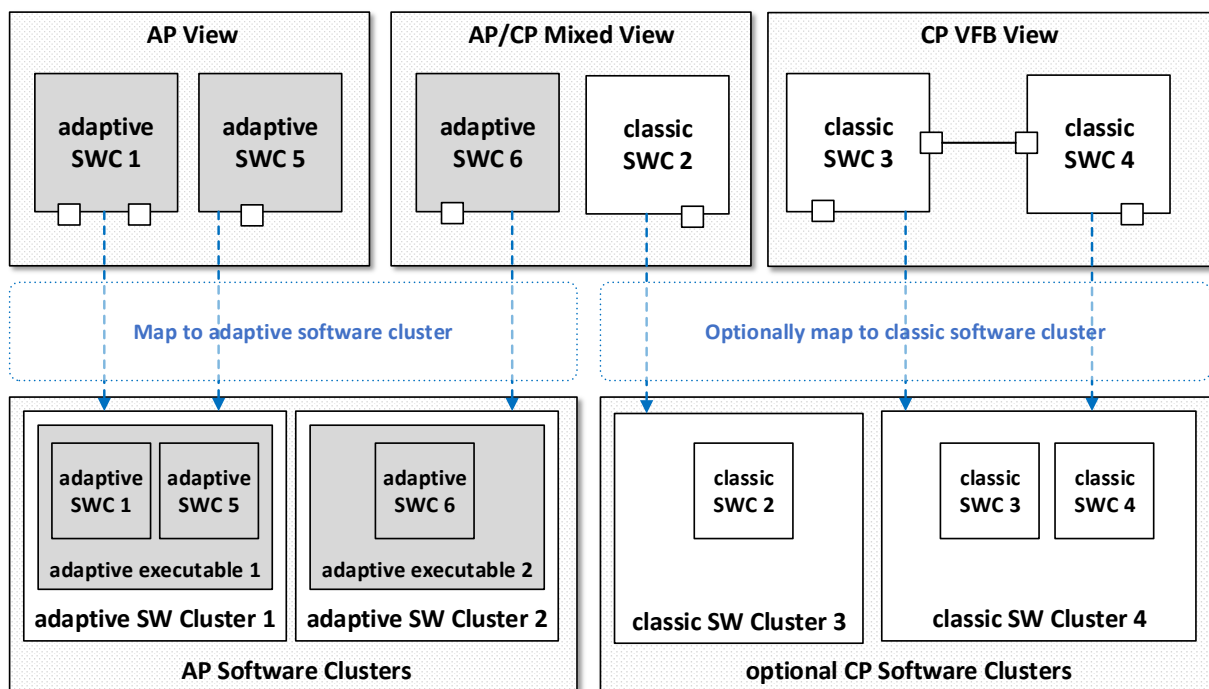 AP View
AP/CP Mixed View
CP VFB View
adaptive
SWC 1
adaptive
SWC 5
adaptive
SWC 6
classic
SWC 2
classic
SWC 3
classic
SWC 4
Map to adaptive software cluster
Optionally map to classic software cluster
adaptive
SWC 1
adaptive
SWC 5
adaptive executable 1
adaptive SW Cluster 1
adaptive
SWC 6
adaptive executable 2
adaptive SW Cluster 2
AP Software Clusters
classic
SWC 2
classic SW Cluster 3
classic
SWC 3
classic
SWC 4
classic SW Cluster 4
optional CP Software Clusters